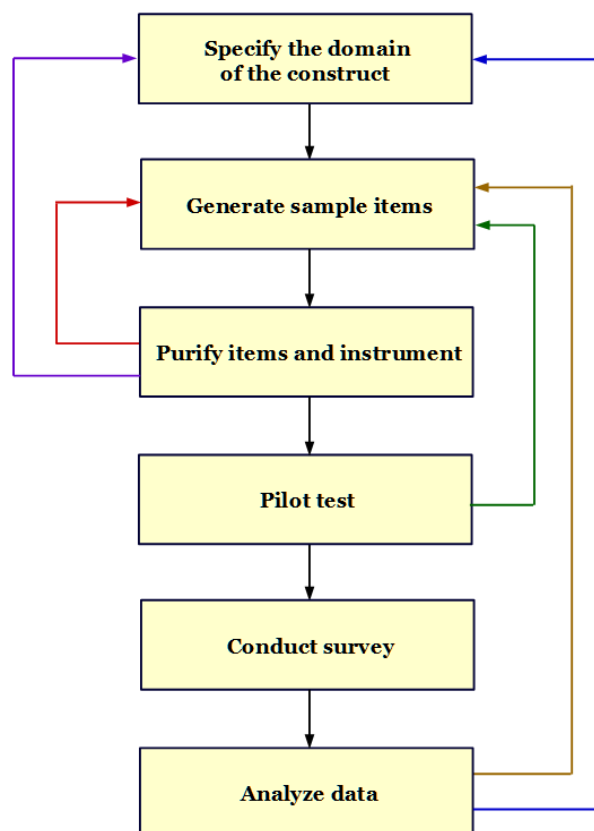 Specify the domain
of the construct
Generate sample items
Purify items and instrument
Pilot test
Conduct survey
Analyze data